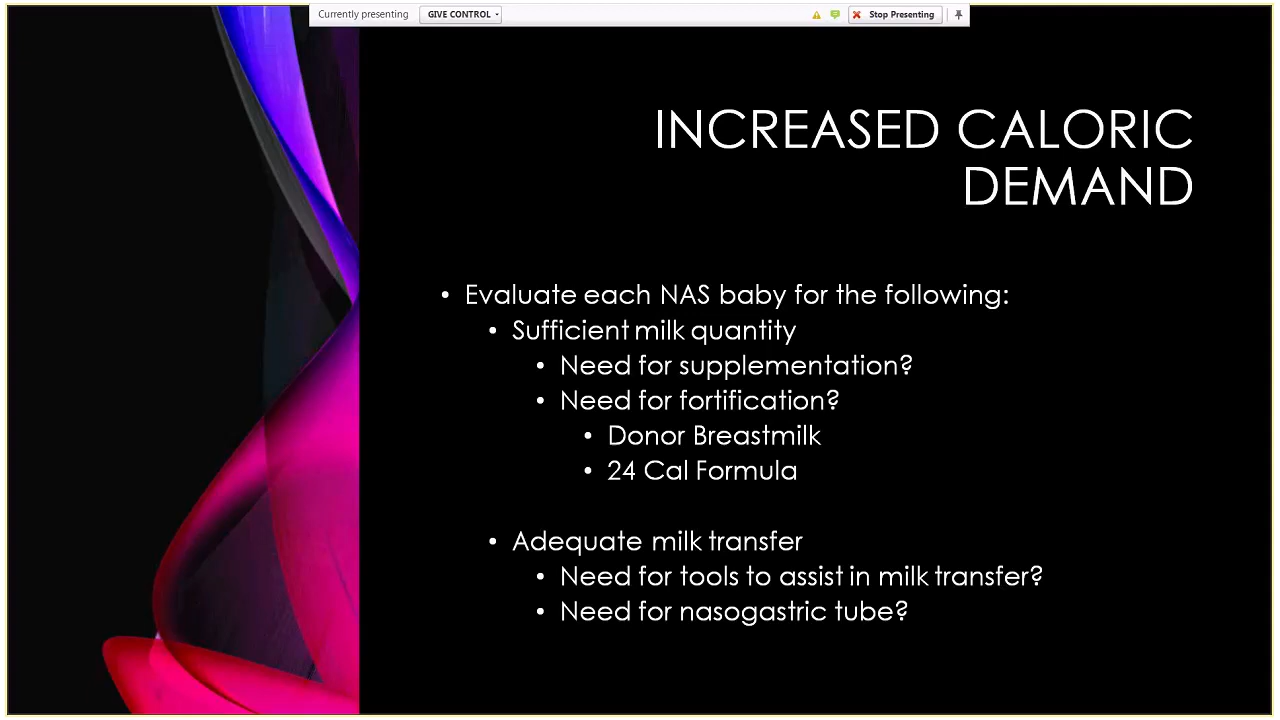 Currently presenting GIVE CONTROL Stop Presenting
INCREASED CALORIC
DEMAND
• Evaluate each NAS baby for the following:
• Sufficient milk quantity
• Need for supplementation?
• Need for fortification?
• Donor Breastmilk
• 24 Cal Formula
• Adequate milk transfer
• Need for tools to assist in milk transfer?
• Need for nasogastric tube?